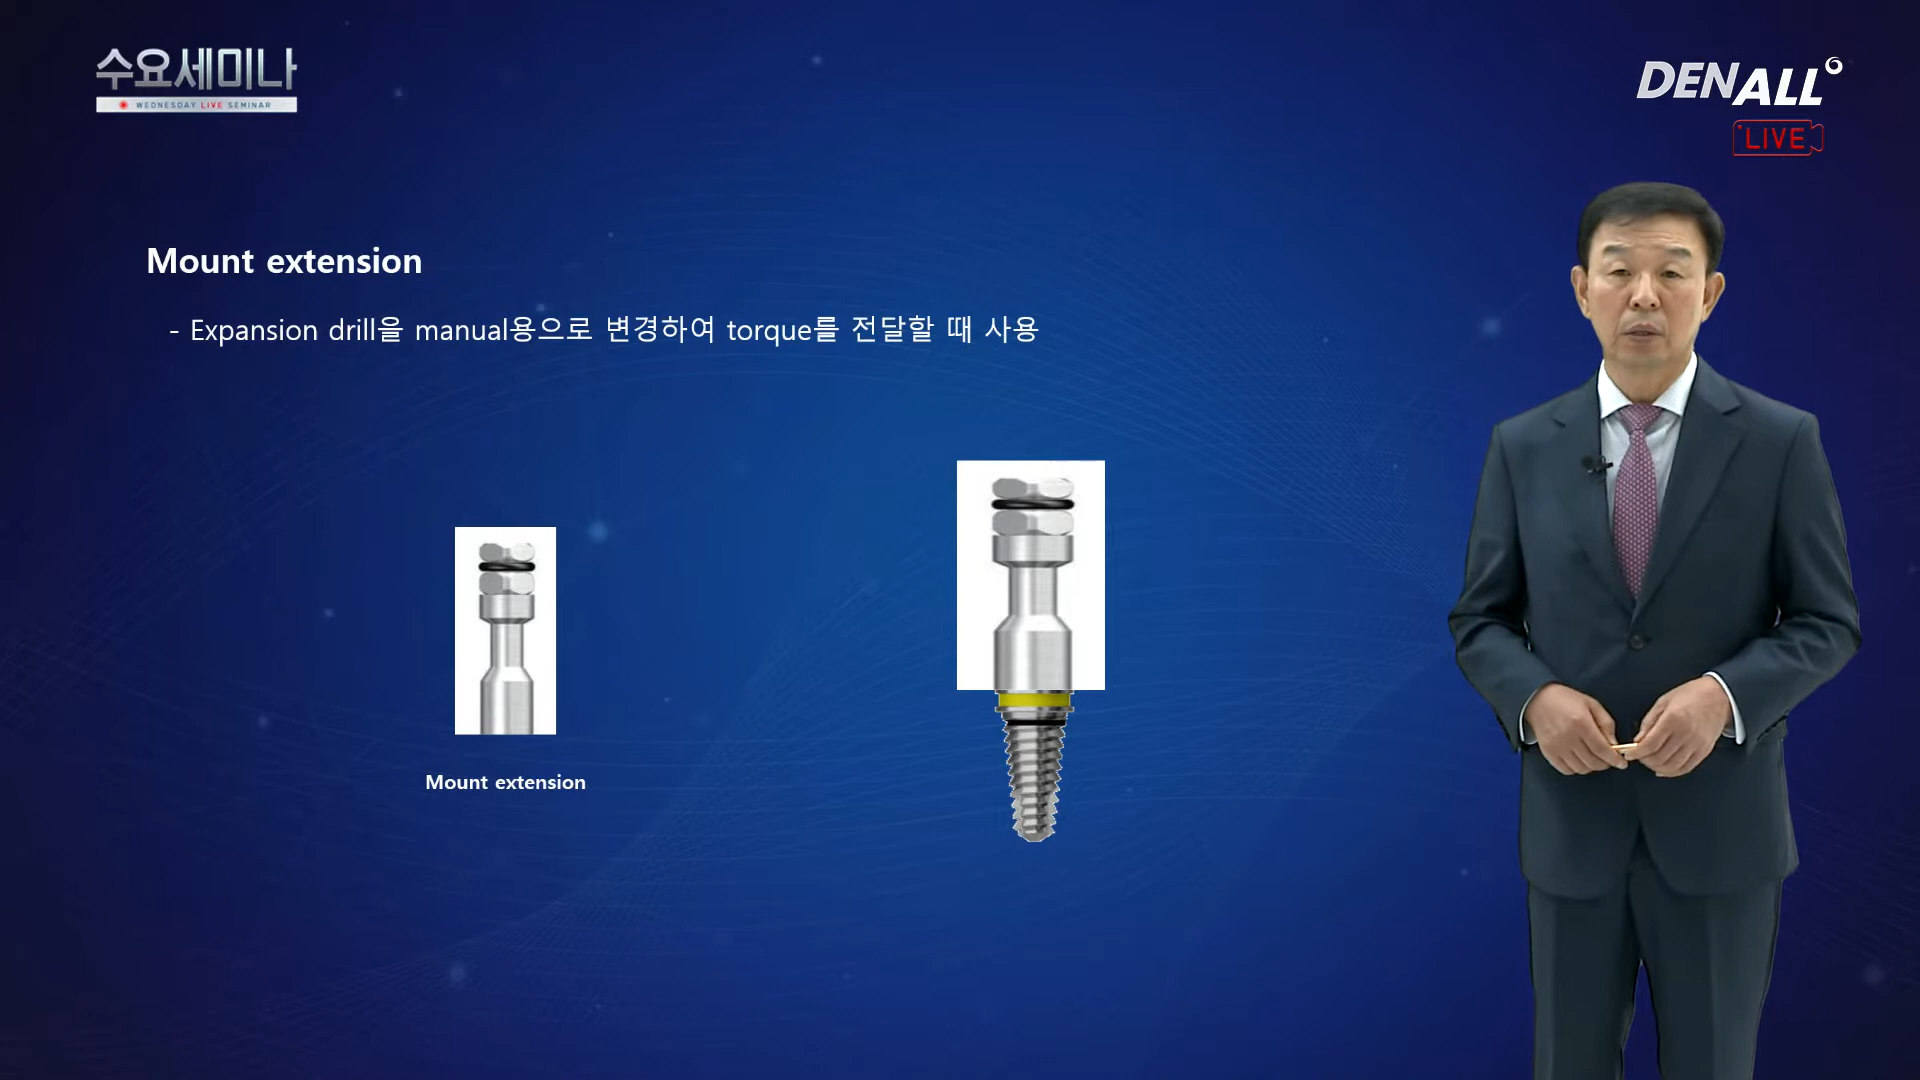 수요세미나
WEDNESDAY LIVE SEMINAR
DENALL
LIVE
Mount extension
- Expansion drill을 manual용으로 변경하여 torque를 전달할 때 사용
Mount extension